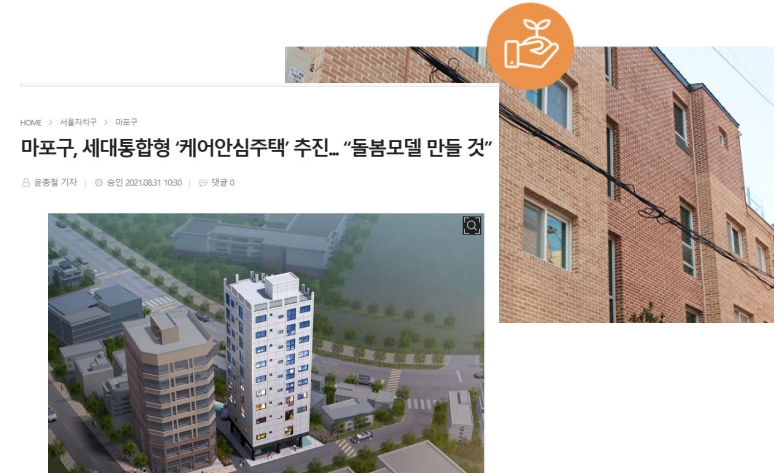 HOME > 서울자치구 > 마포구
마포구, 세대통합형 '케어안심주택' 추진... “돌봄모델 만들 것”
윤종철 기자 | 승인 2021.08.31 10:30 | 댓글 0